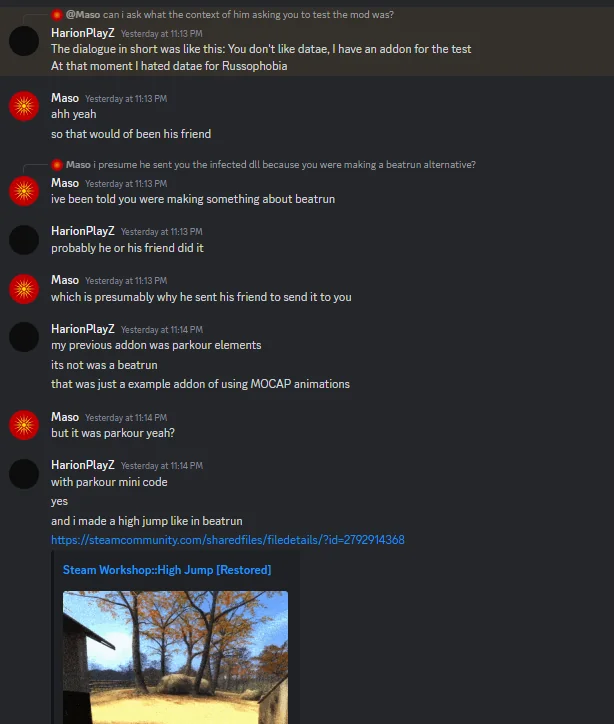 @Maso can i ask what the context of him asking you to test the mod was?
HarionPlayZ Yesterday at 11:13 PM
The dialogue in short was like this: You don't like datae, I have an addon for the test
At that moment I hated datae for Russophobia
Maso Yesterday at 11:13 PM
ahh yeah
so that would of been his friend
Maso i presume he sent you the infected dll because you were making a beatrun alternative?
Maso Yesterday at 11:13 PM
ive been told you were making something about beatrun
HarionPlayZ Yesterday at 11:13 PM
probably he or his friend did it
Maso Yesterday at 11:13 PM
which is presumably why he sent his friend to send it to you
HarionPlayZ Yesterday at 11:14 PM
my previous addon was parkour elements
its not was a beatrun
that was just a example addon of using MOCAP animations
Maso Yesterday at 11:14 PM
but it was parkour yeah?
HarionPlayZ Yesterday at 11:14 PM
with parkour mini code
yes
and i made a high jump like in beatrun
https://steamcommunity.com/sharedfiles/filedetails/?id=2792914368
Steam Workshop::High Jump [Restored]